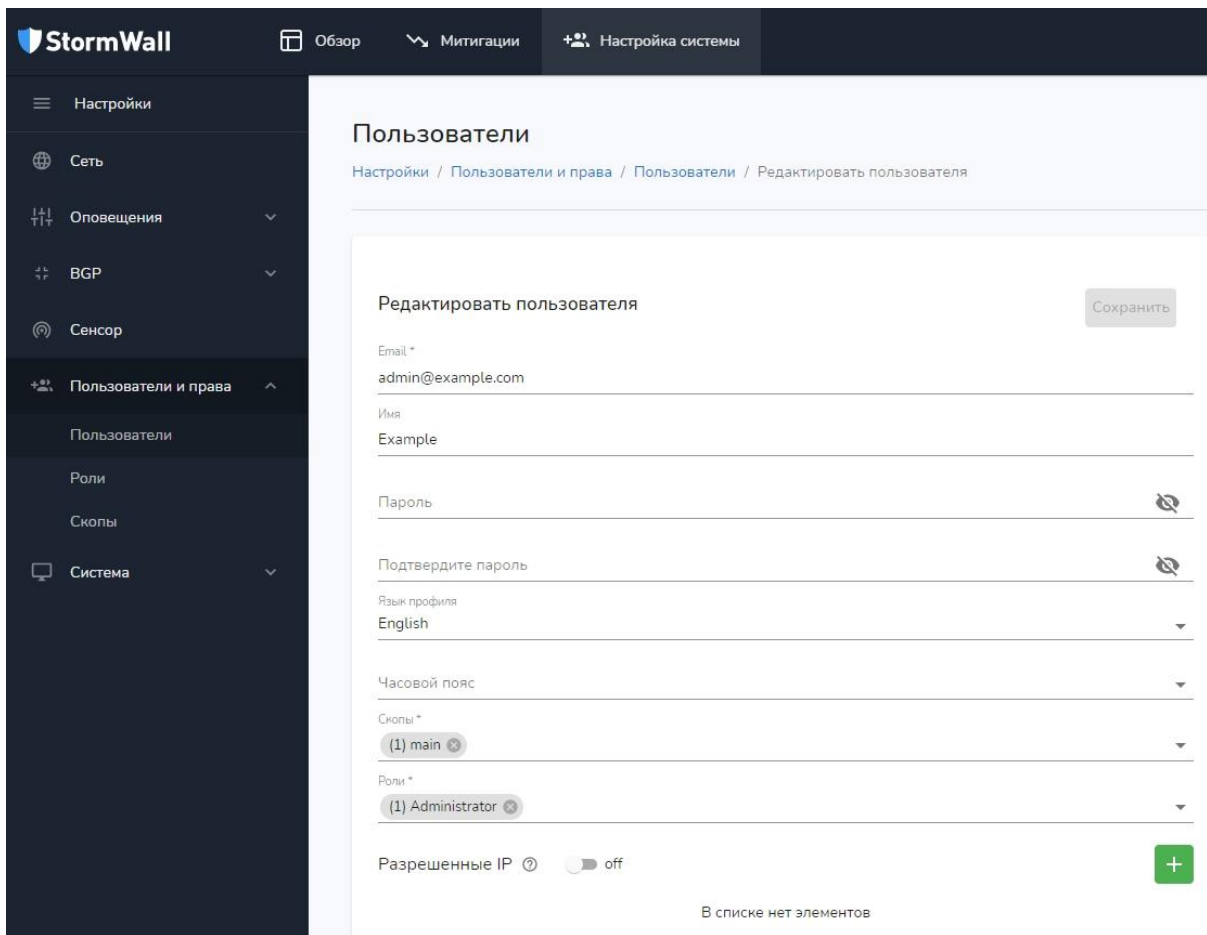 StormWall
Обзор
Митигации
Настройка системы
Настройки
Сеть
Оповещения
BGP
Сенсор
Пользователи и права
Пользователи
Роли
Скопы
Система
Пользователи
Настройки / Пользователи и права / Пользователи / Редактировать пользователя
Редактировать пользователя
Сохранить
Email *
admin@example.com
Имя
Example
Пароль
Подтвердите пароль
Язык профиля
English
Часовой пояс
Скопы *
(1) main
Роли *
(1) Administrator
Разрешенные IP
off
+
В списке нет элементов